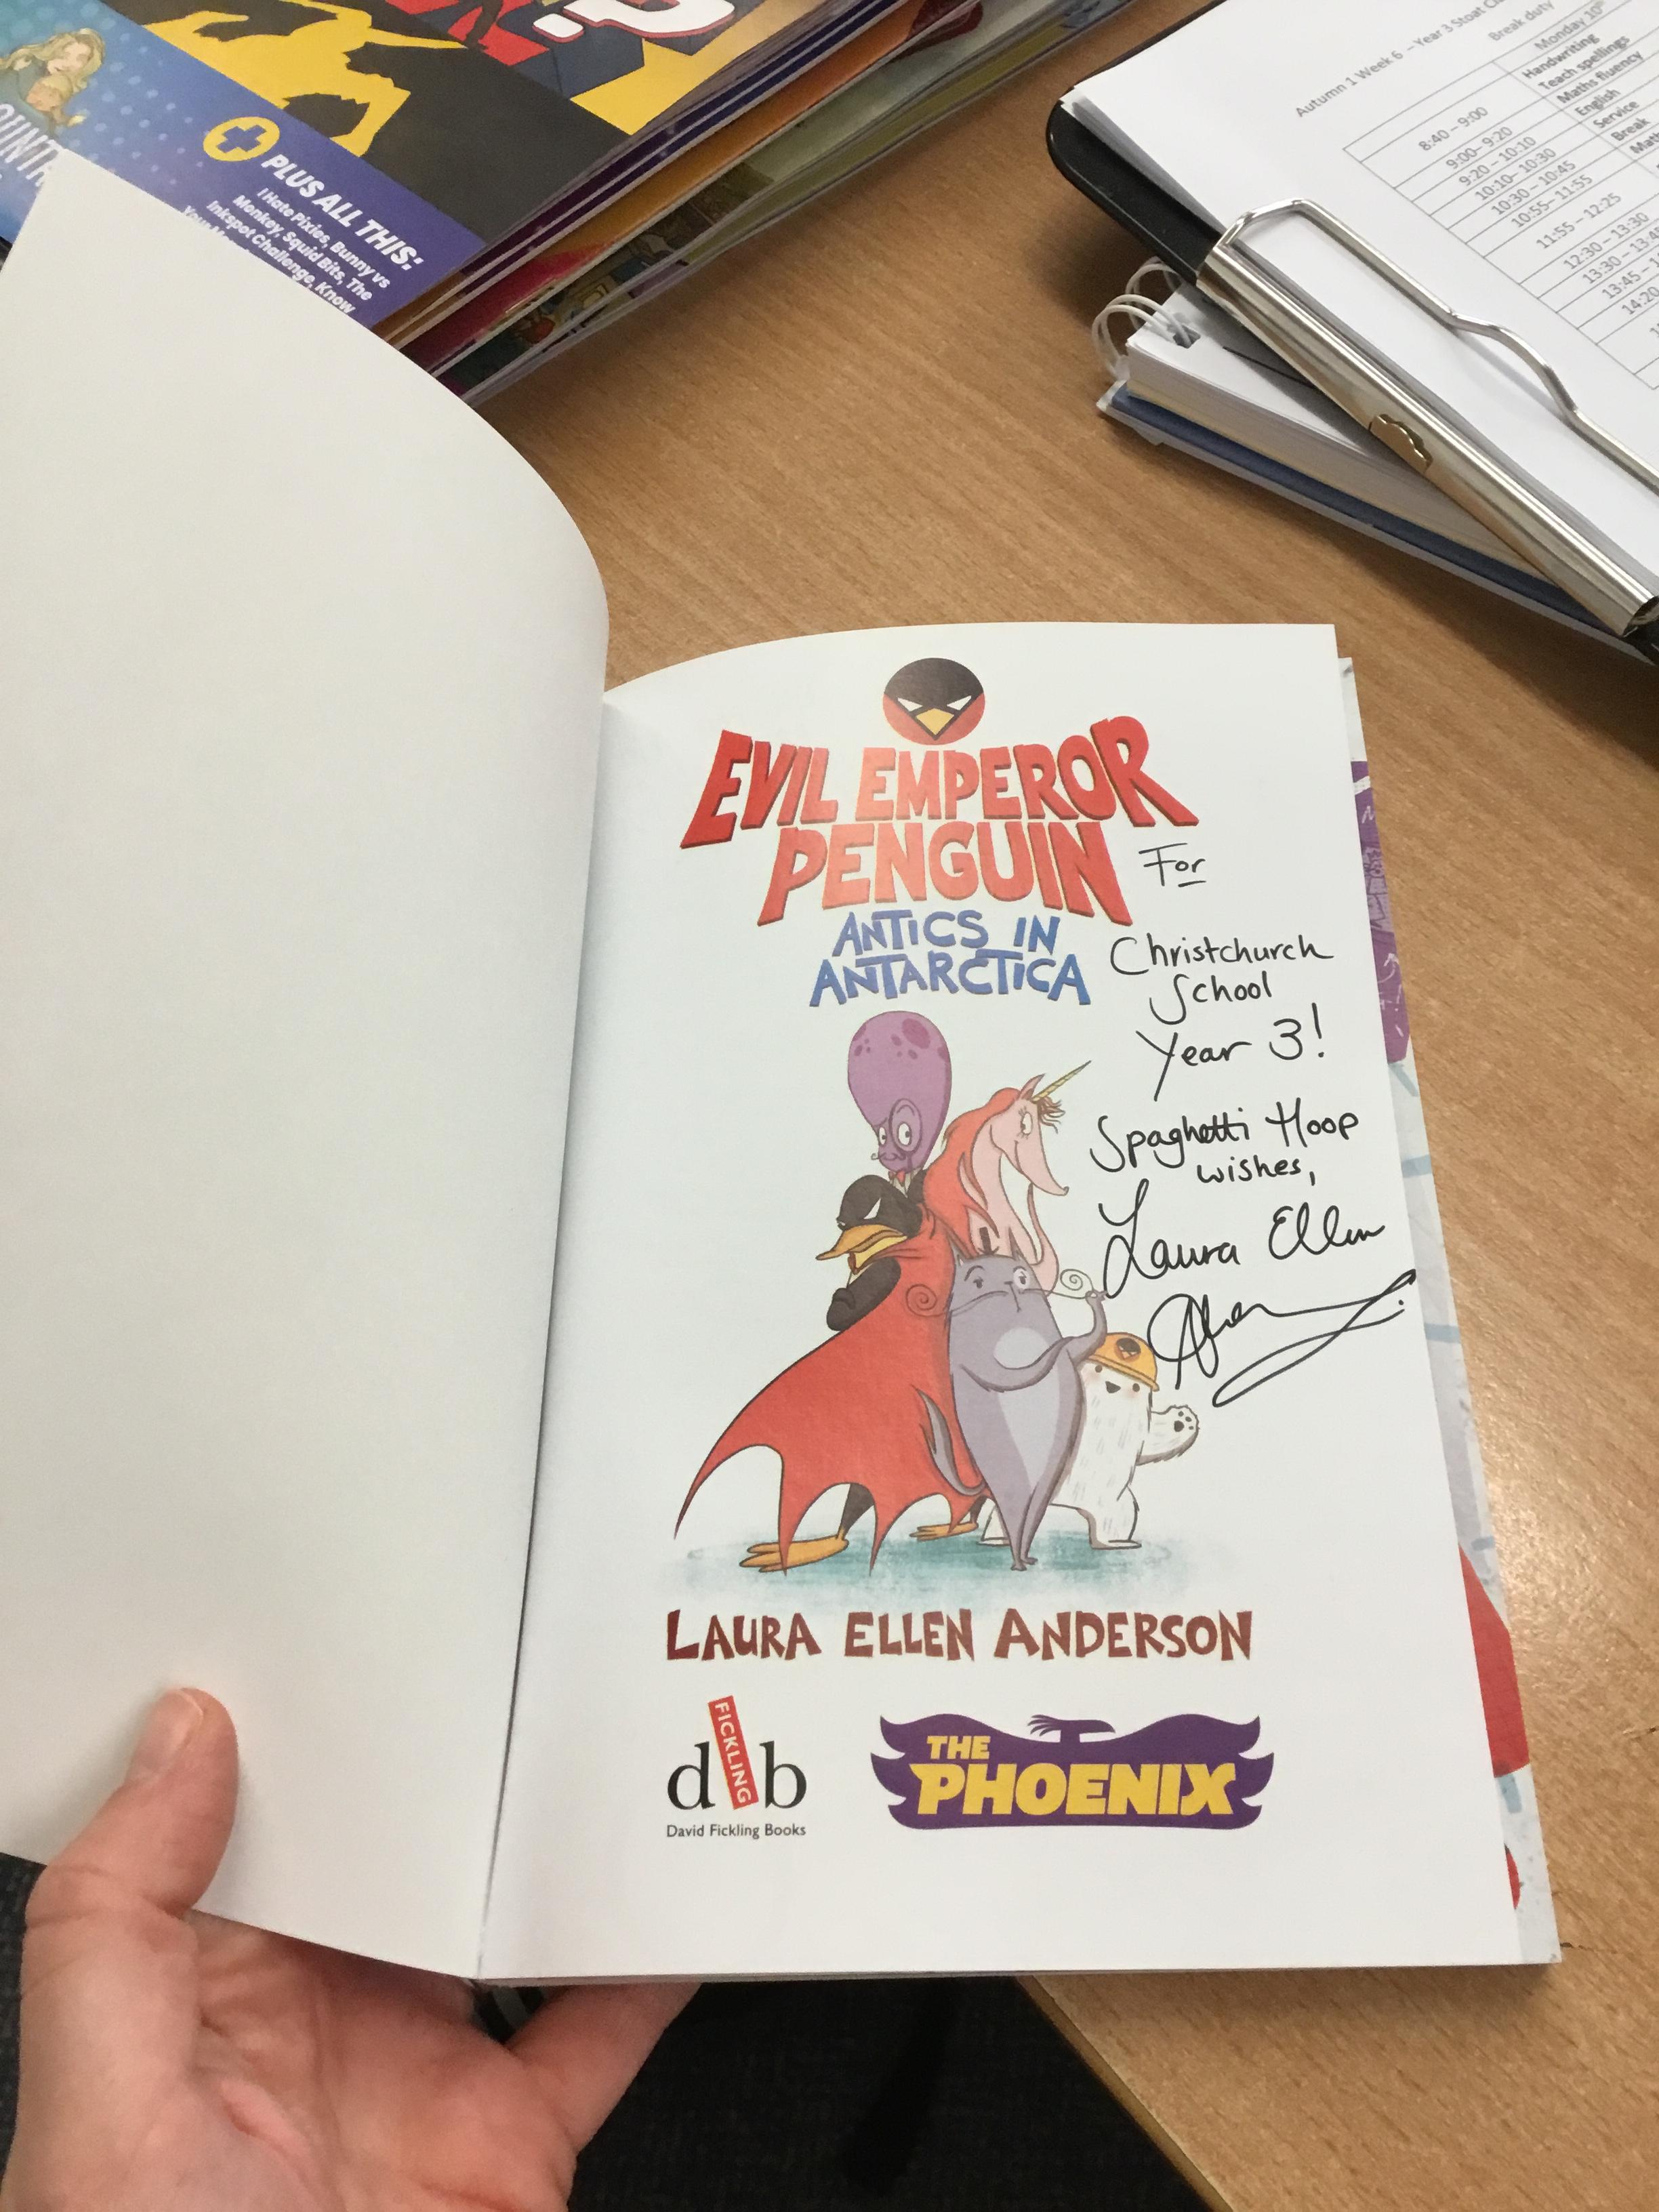 PLUS ALL THIS:
I Hate Pixies, Bunny vs
Monkey, Squid Bits, The
Inkspot Challenge, Know
Autumn 1 Week 6 – Year 3 Stoat
Break duty
Monday 10th
8:40 – 9:00
Handwriting
9:00– 9:20
Teach spellings
9:20 – 10:10
Maths fluency
10:10– 10:30
English
10:30 – 10:45
Service
10:55– 11:55
Break
11:55 – 12:25
12:30 – 13:30
EVIL EMPEROR
PENGUIN
ANTICS IN
ANTARCTICA
For
Christchurch
School
Year 3!
Spaghetti Hoop
wishes,
Laura Ellen
LAURA ELLEN ANDERSON
FICKLING
d b
David Fickling Books
THE
PHOENIX